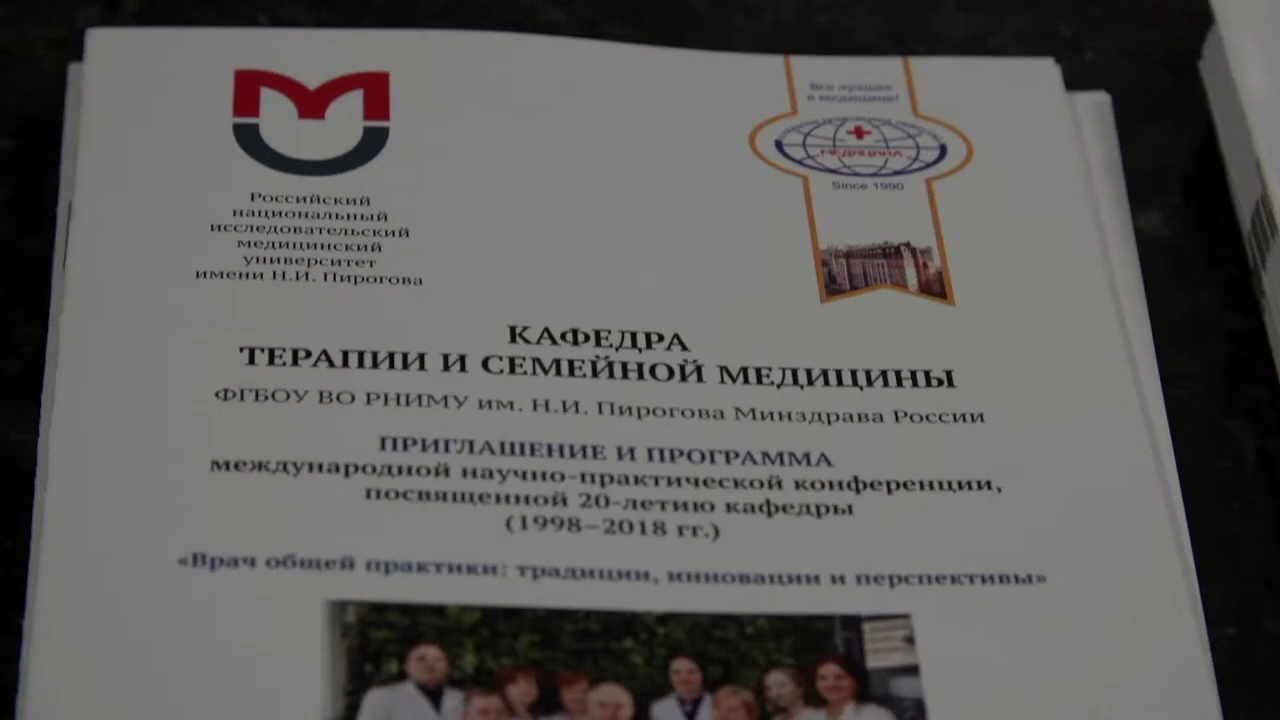 Российский
национальный
исследовательский
медицинский
университет
имени Н.И. Пирогова
Все лучшее
в медицине!
МЕДИЦИНА
Since 1990
КАФЕДРА
ТЕРАПИИ И СЕМЕЙНОЙ МЕДИЦИНЫ
ФГБОУ ВО РНИМУ им. Н.И. Пирогова Минздрава России
ПРИГЛАШЕНИЕ И ПРОГРАММА
международной научно-практической конференции,
посвященной 20-летию кафедры
(1998–2018 гг.)
«Врач общей практики: традиции, инновации и перспективы»